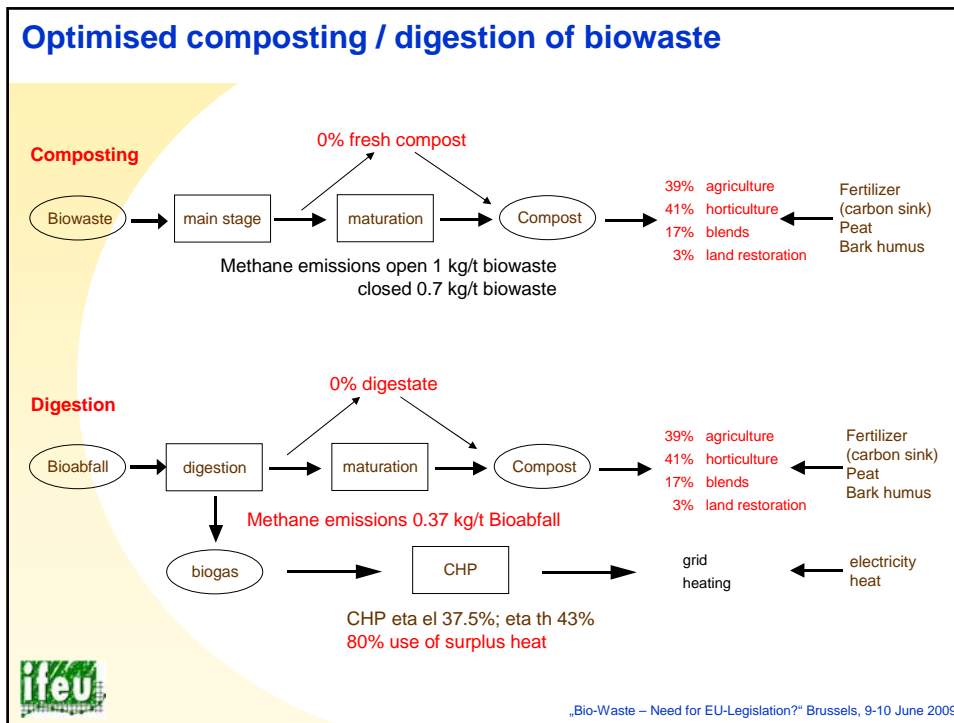 Optimised composting / digestion of biowaste
0% fresh compost
Composting
Biowaste
main stage
maturation
Compost
39% agriculture
41% horticulture
17% blends
3% land restoration
Fertilizer
(carbon sink)
Peat
Bark humus
Methane emissions open 1 kg/t biowaste
closed 0.7 kg/t biowaste
0% digestate
Digestion
Bioabfall
digestion
maturation
Compost
39% agriculture
41% horticulture
17% blends
3% land restoration
Fertilizer
(carbon sink)
Peat
Bark humus
Methane emissions 0.37 kg/t Bioabfall
biogas
CHP
grid
heating
electricity
heat
CHP eta el 37.5%; eta th 43%
80% use of surplus heat
ifeu
„Bio-Waste – Need for EU-Legislation?“ Brussels, 9-10 June 2009